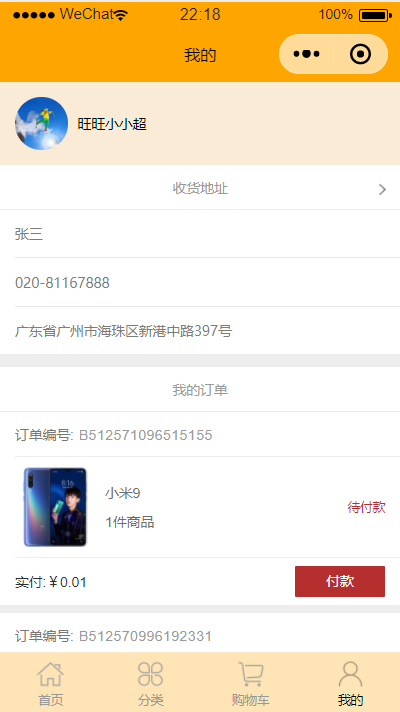 WeChat 22:18 100%
我的
旺旺小小超
收货地址
张三
020-81167888
广东省广州市海珠区新港中路397号
我的订单
订单编号: B512571096515155
小米9
1件商品
待付款
实付:￥0.01
付款
订单编号: B512570996192331
首页 分类 购物车 我的